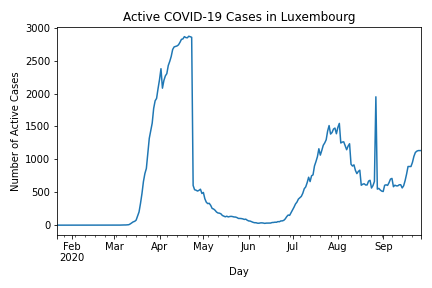 Active COVID-19 Cases in Luxembourg
Number of Active Cases
3000
2500
2000
1500
1000
500
0
Feb Mar Apr May Jun Jul Aug Sep
2020
Day